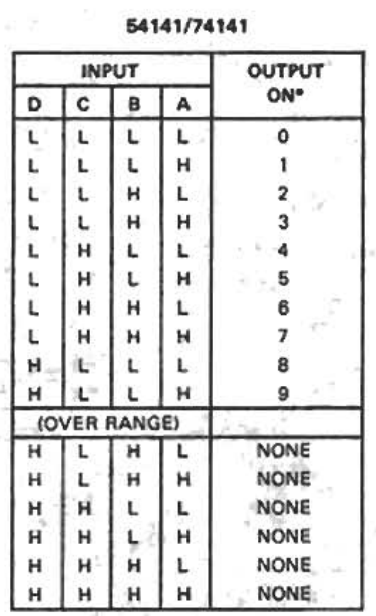 54141/74141
INPUT OUTPUT
D C B A ON*
L L L L 0
L L L H 1
L L H L 2
L L H H 3
L H L L 4
L H L H 5
L H H L 6
L H H H 7
H L L L 8
H L L H 9
(OVER RANGE)
H L H L NONE
H L H H NONE
H H L L NONE
H H L H NONE
H H H L NONE
H H H H NONE